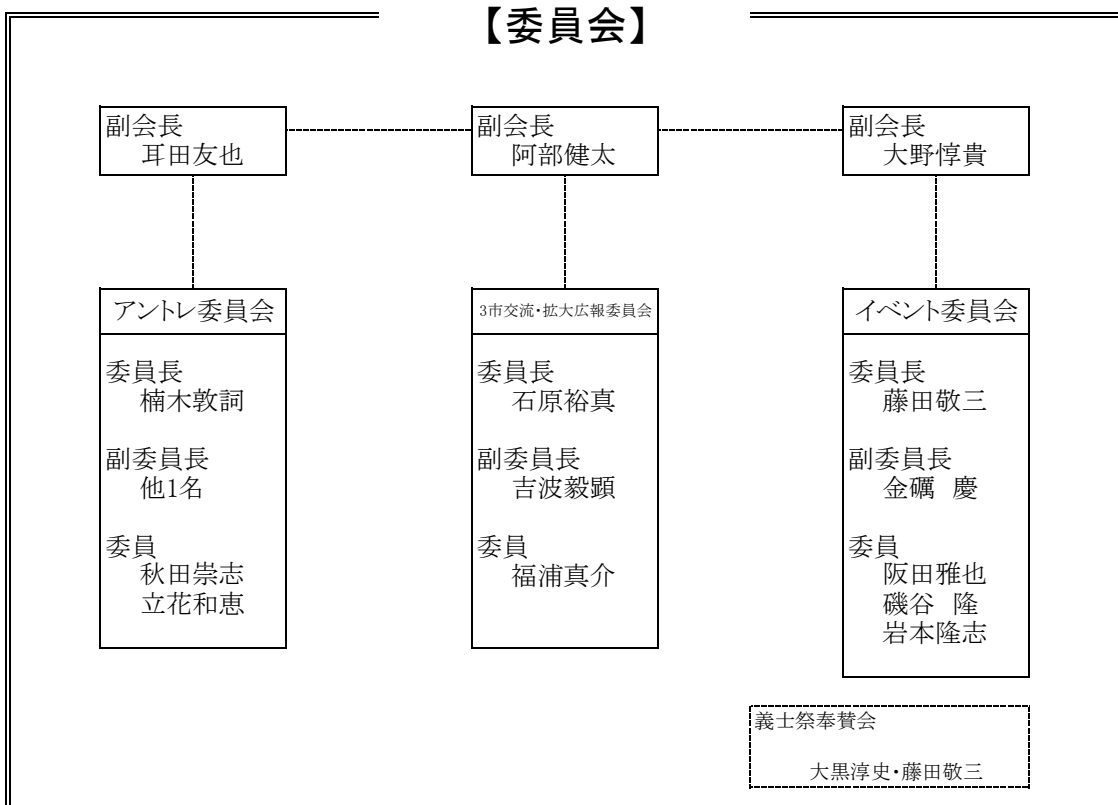 【委員会】
副会長
耳田友也
副会長
阿部健太
副会長
大野惇貴
アントレ委員会
委員長
楠木敦詞
副委員長
他1名
委員
秋田崇志
立花和恵
3市交流・拡大広報委員会
委員長
石原裕真
副委員長
吉波毅顕
委員
福浦真介
イベント委員会
委員長
藤田敬三
副委員長
金礪 慶
委員
阪田雅也
磯谷 隆
岩本隆志
義士祭奉賛会
大黒淳史・藤田敬三